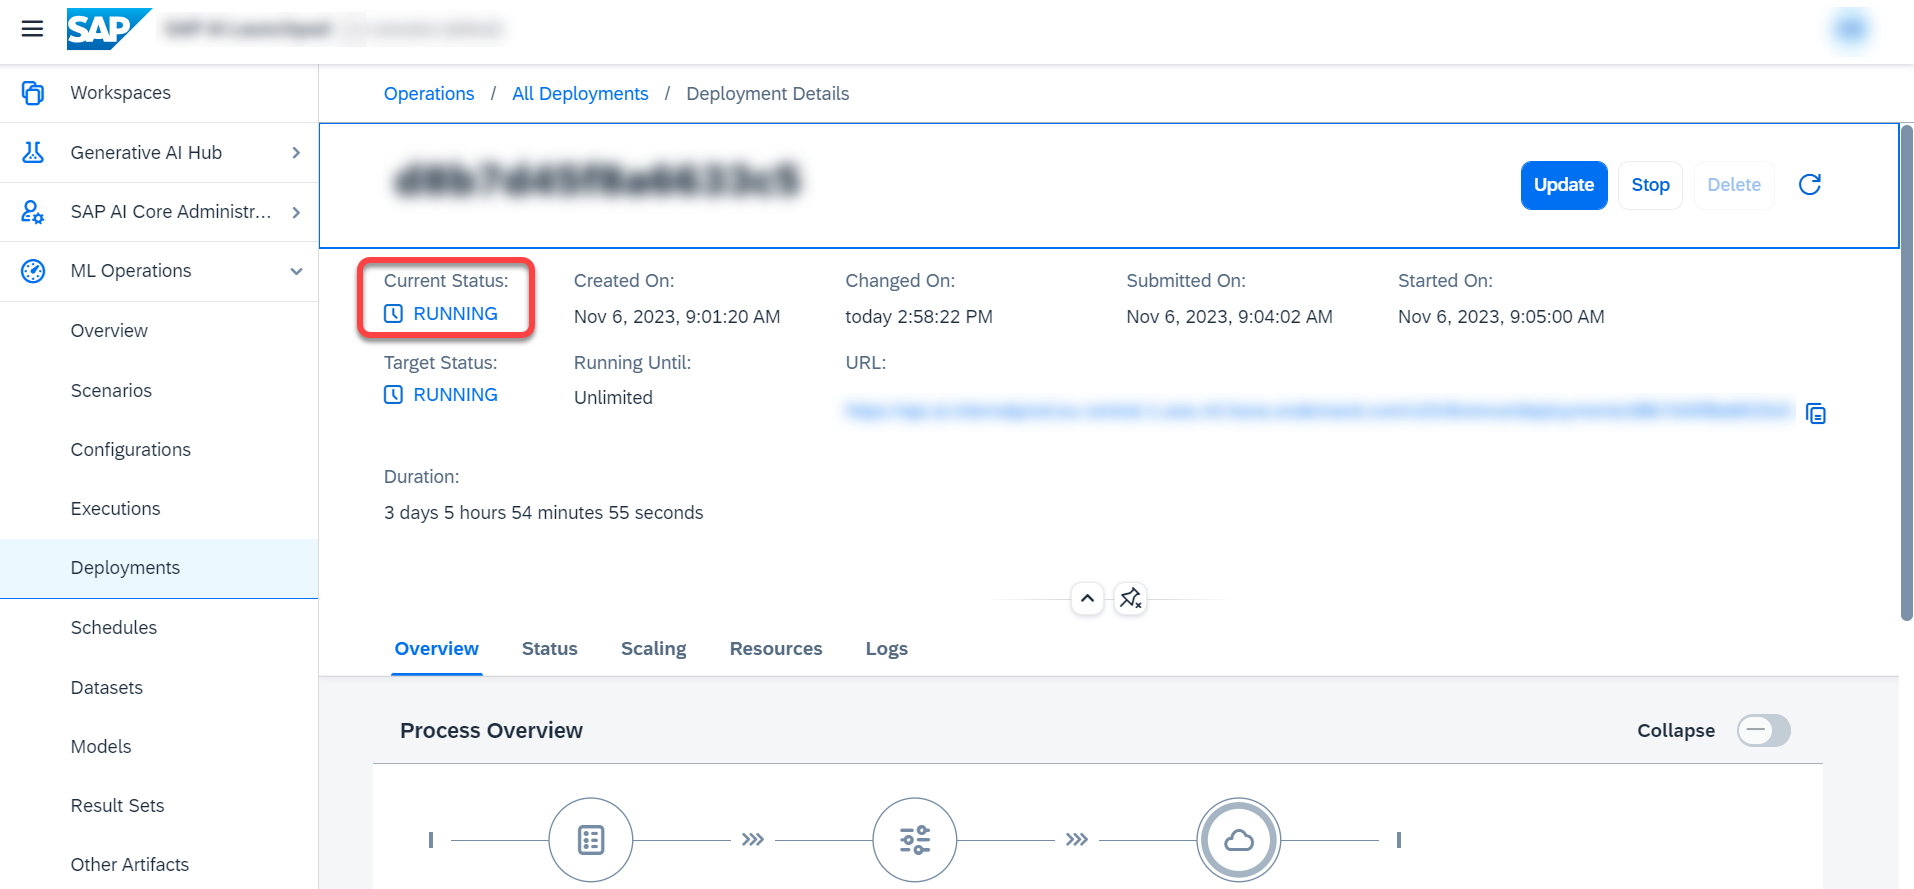 SAP
Workspaces
Generative AI Hub
SAP AI Core Administr...
ML Operations
Overview
Scenarios
Configurations
Executions
Deployments
Schedules
Datasets
Models
Result Sets
Other Artifacts
Operations / All Deployments / Deployment Details
Update Stop Delete
Current Status:
RUNNING
Created On:
Nov 6, 2023, 9:01:20 AM
Changed On:
today 2:58:22 PM
Submitted On:
Nov 6, 2023, 9:04:02 AM
Started On:
Nov 6, 2023, 9:05:00 AM
Target Status:
RUNNING
Running Until:
Unlimited
URL:
Duration:
3 days 5 hours 54 minutes 55 seconds
Overview Status Scaling Resources Logs
Process Overview
Collapse